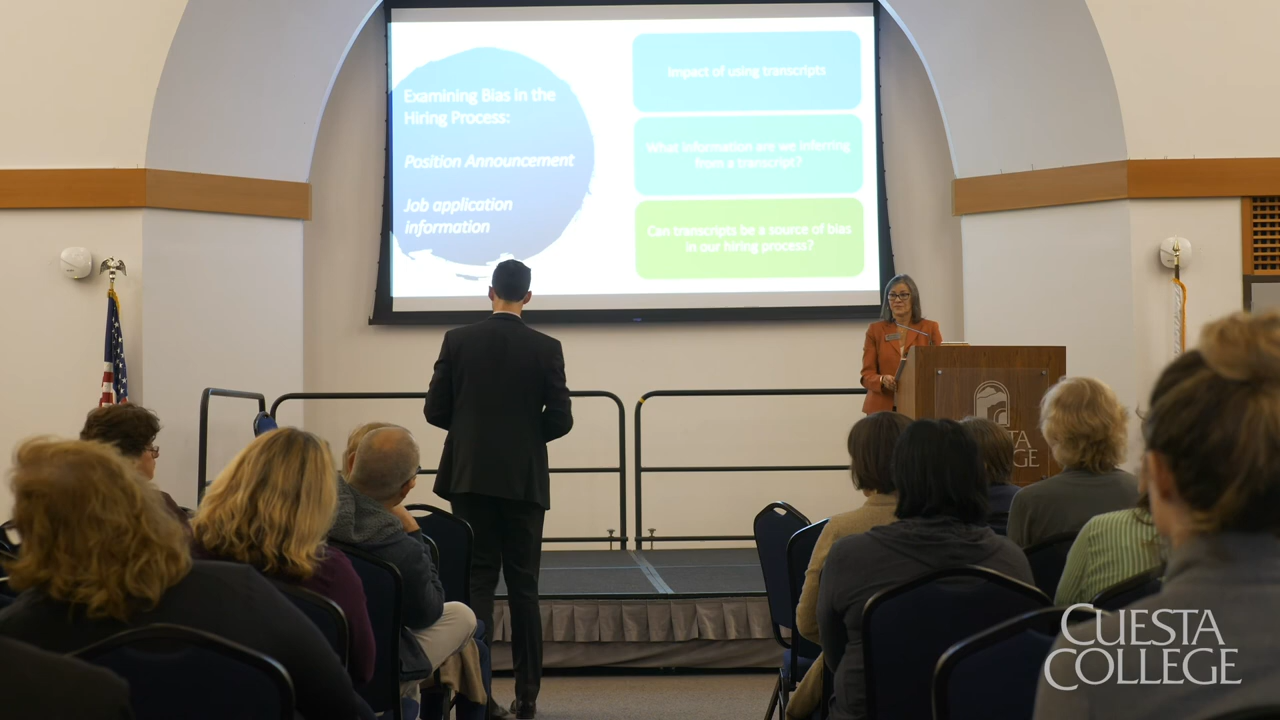 Examining Bias in the
Hiring Process:
Position Announcement
Job application
information
Impact of using transcripts
What information are we inferring
from a transcript?
Can transcripts be a source of bias
in our hiring process?
CUESTA
COLLEGE